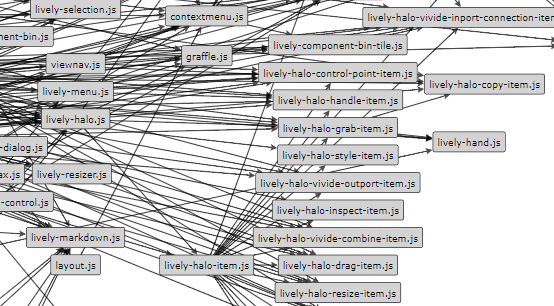 lively-selection.js
contextmenu.js
lively-halo-vivide-inport-connection-iter
nent-bin.js
graffle.js
lively-component-bin-tile.js
viewnav.js
lively-halo-control-point-item.js
lively-halo-copy-item.js
lively-menu.js
lively-halo-handle-item.js
lively-halo.js
lively-halo-grab-item.js
lively-hand.js
-dialog.js
lively-halo-style-item.js
ax.js
lively-resizer.js
lively-halo-vivide-outport-item.js
-control.js
lively-halo-inspect-item.js
lively-markdown.js
lively-halo-vivide-combine-item.js
layout.js
lively-halo-item.js
lively-halo-drag-item.js
lively-halo-resize-item.js